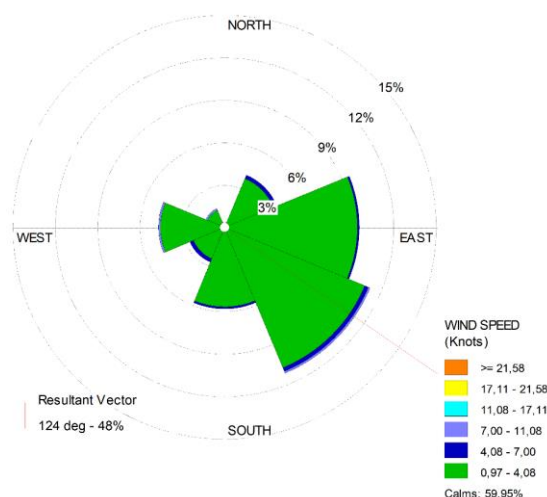 NORTH
15%
12%
9%
6%
3%
WEST
EAST
SOUTH
Resultant Vector
124 deg - 48%
WIND SPEED
(Knots)
>= 21,58
17,11 - 21,58
11,08 - 17,11
7,00 - 11,08
4,08 - 7,00
0,97 - 4,08
Calms: 59,95%